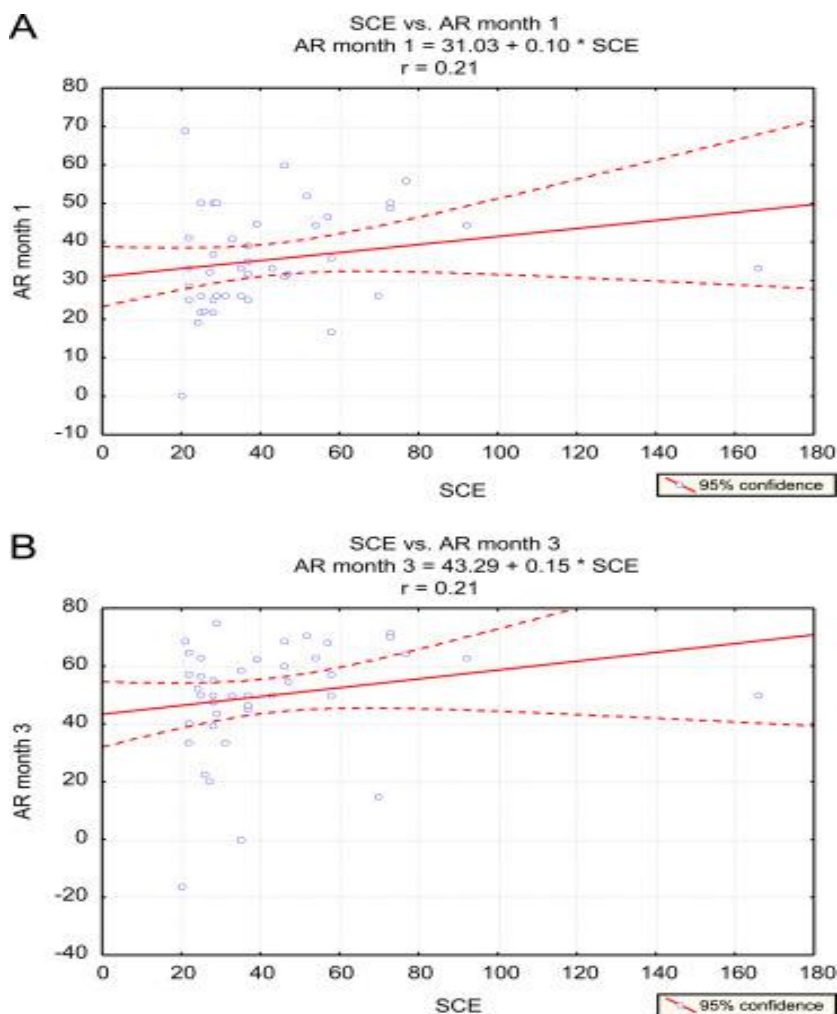 A
SCE vs. AR month 1
AR month 1 = 31.03 + 0.10 * SCE
r = 0.21
80
70
60
50
40
30
20
10
0
-10
AR month 1
0 20 40 60 80 100 120 140 160 180
SCE
95% confidence
B
SCE vs. AR month 3
AR month 3 = 43.29 + 0.15 * SCE
r = 0.21
80
60
40
20
0
-20
-40
AR month 3
0 20 40 60 80 100 120 140 160 180
SCE
95% confidence